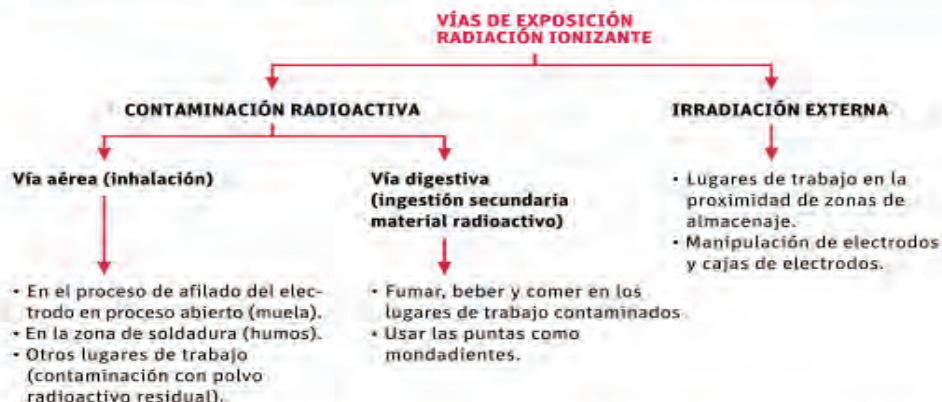 VÍAS DE EXPOSICIÓN
RADIACIÓN IONIZANTE
CONTAMINACIÓN RADIOACTIVA
Vía aérea (inhalación)
• En el proceso de afilado del elec-
trodo en proceso abierto (muela).
• En la zona de soldadura (humos).
• Otros lugares de trabajo
(contaminación con polvo
radioactivo residual).
Vía digestiva
(ingestión secundaria
material radioactivo)
• Fumar, beber y comer en los
lugares de trabajo contaminados
• Usar las puntas como
mondadientes.
IRRADIACIÓN EXTERNA
• Lugares de trabajo en la
proximidad de zonas de
almacenaje.
• Manipulación de electrodos
y cajas de electrodos.